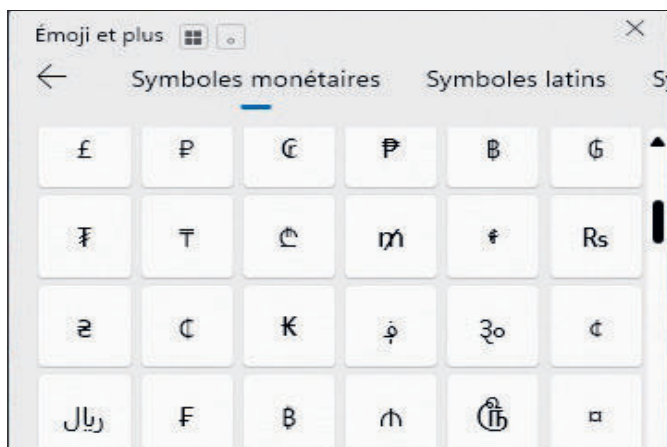 Émoji et plus
Symboles monétaires Symboles latins
£ ₽ ₢ ₱ ฿ ₲
₮ ₸ ₾ ₥ Rs
₴ ₵ ₭ ؋ ૱ ¢
ریال ₣ ₿ ₼ ௹ ¤